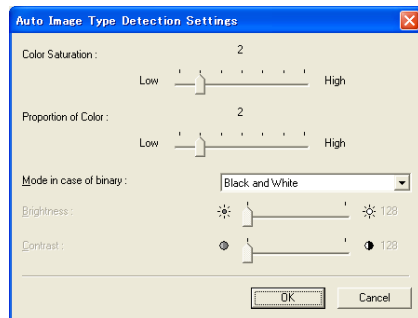 Auto Image Type Detection Settings
Color Saturation :
2
Low
High
Proportion of Color :
2
Low
High
Mode in case of binary :
Black and White
Brightness :
128
Contrast :
128
OK
Cancel